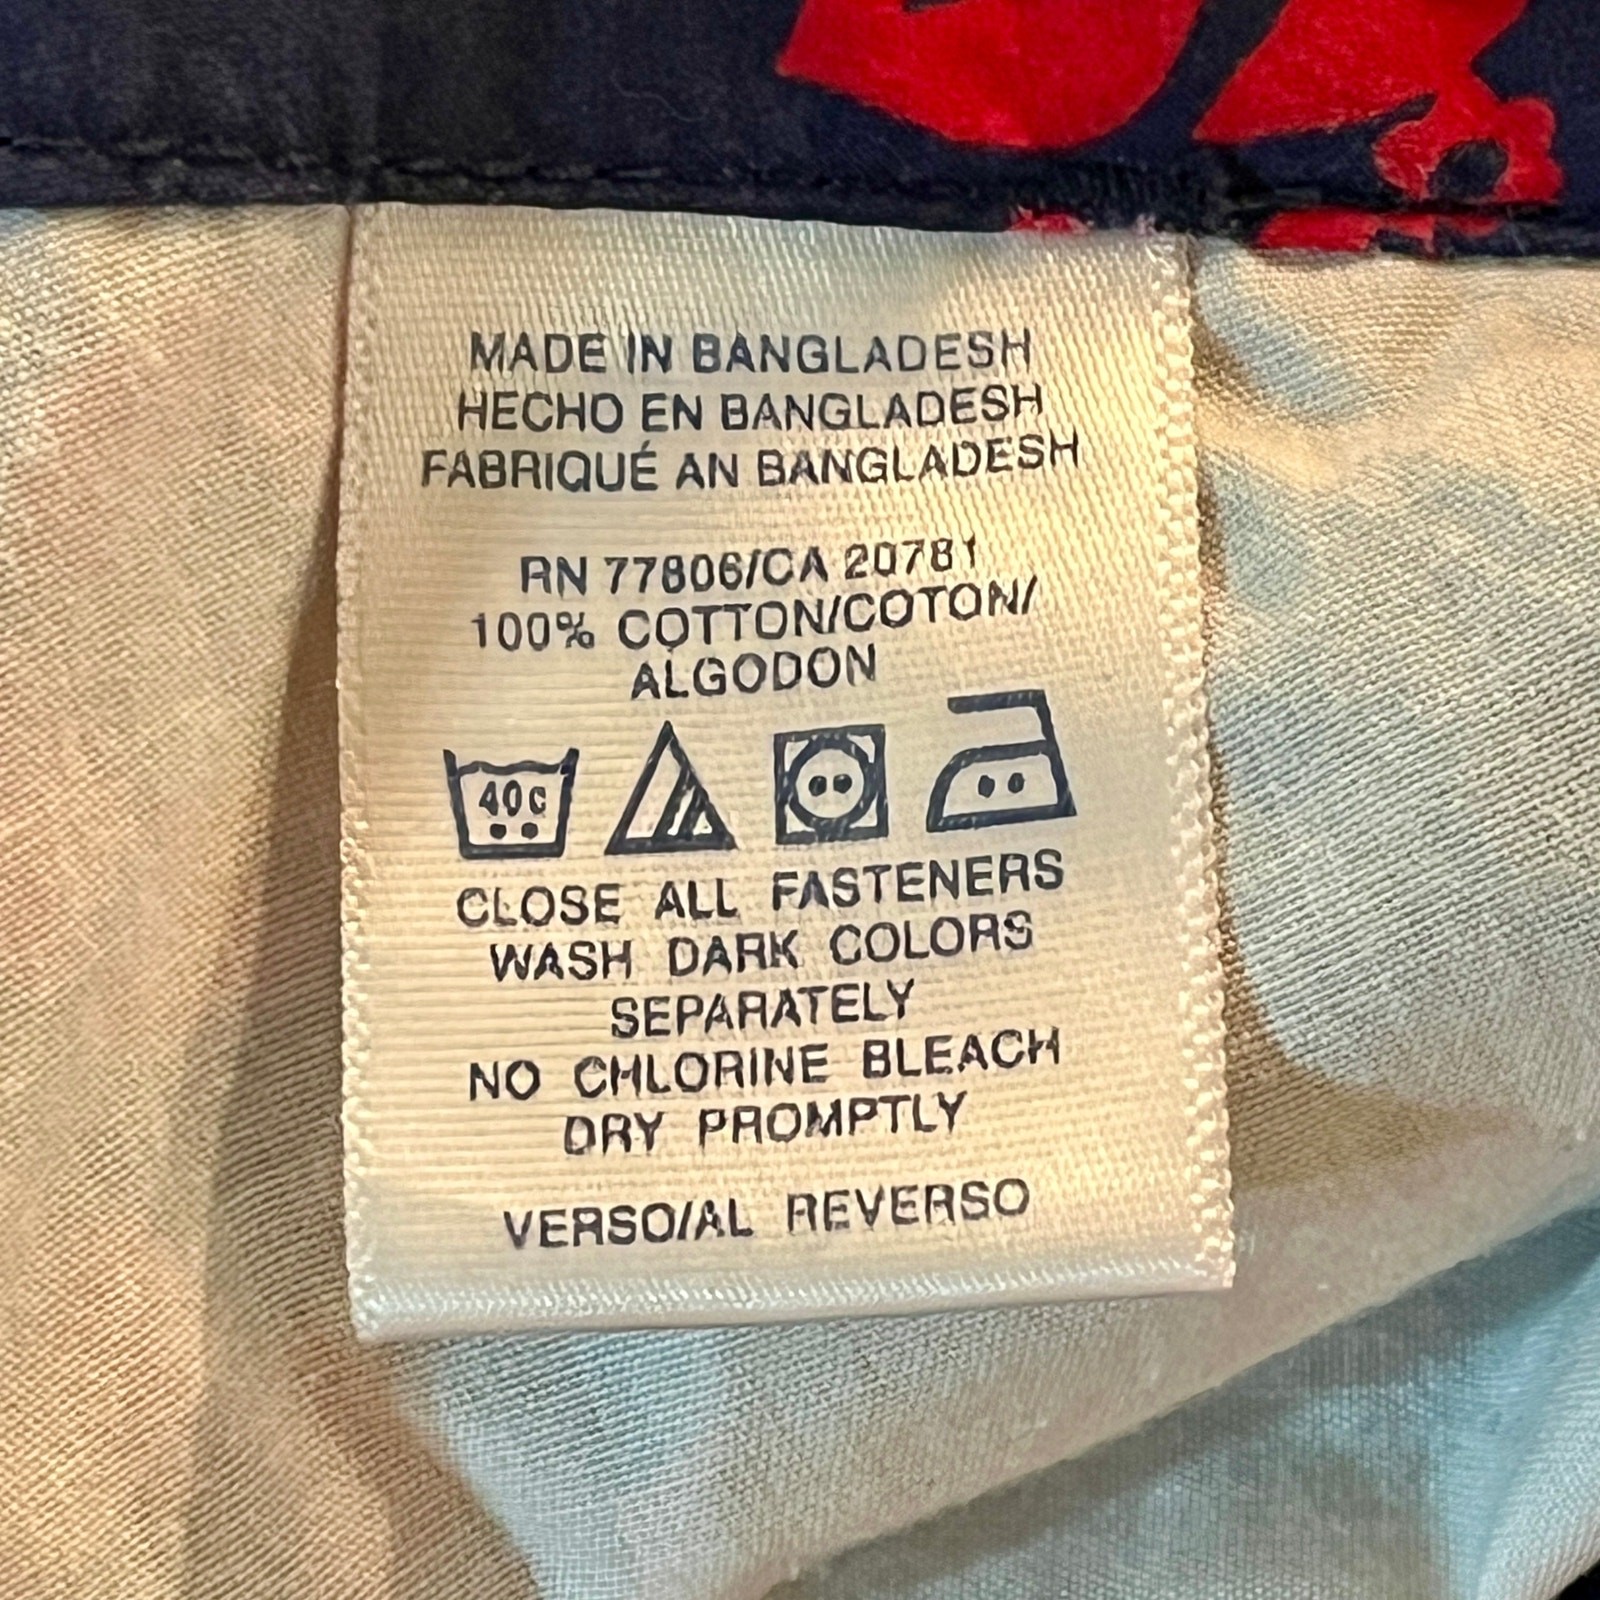 MADE IN BANGLADESH
HECHO EN BANGLADESH
FABRIQUÉ AN BANGLADESH
RN 77806/CA 20781
100% COTTON/COTON/
ALGODON
40C
CLOSE ALL FASTENERS
WASH DARK COLORS
SEPARATELY
NO CHLORINE BLEACH
DRY PROMPTLY
VERSO/AL REVERSO